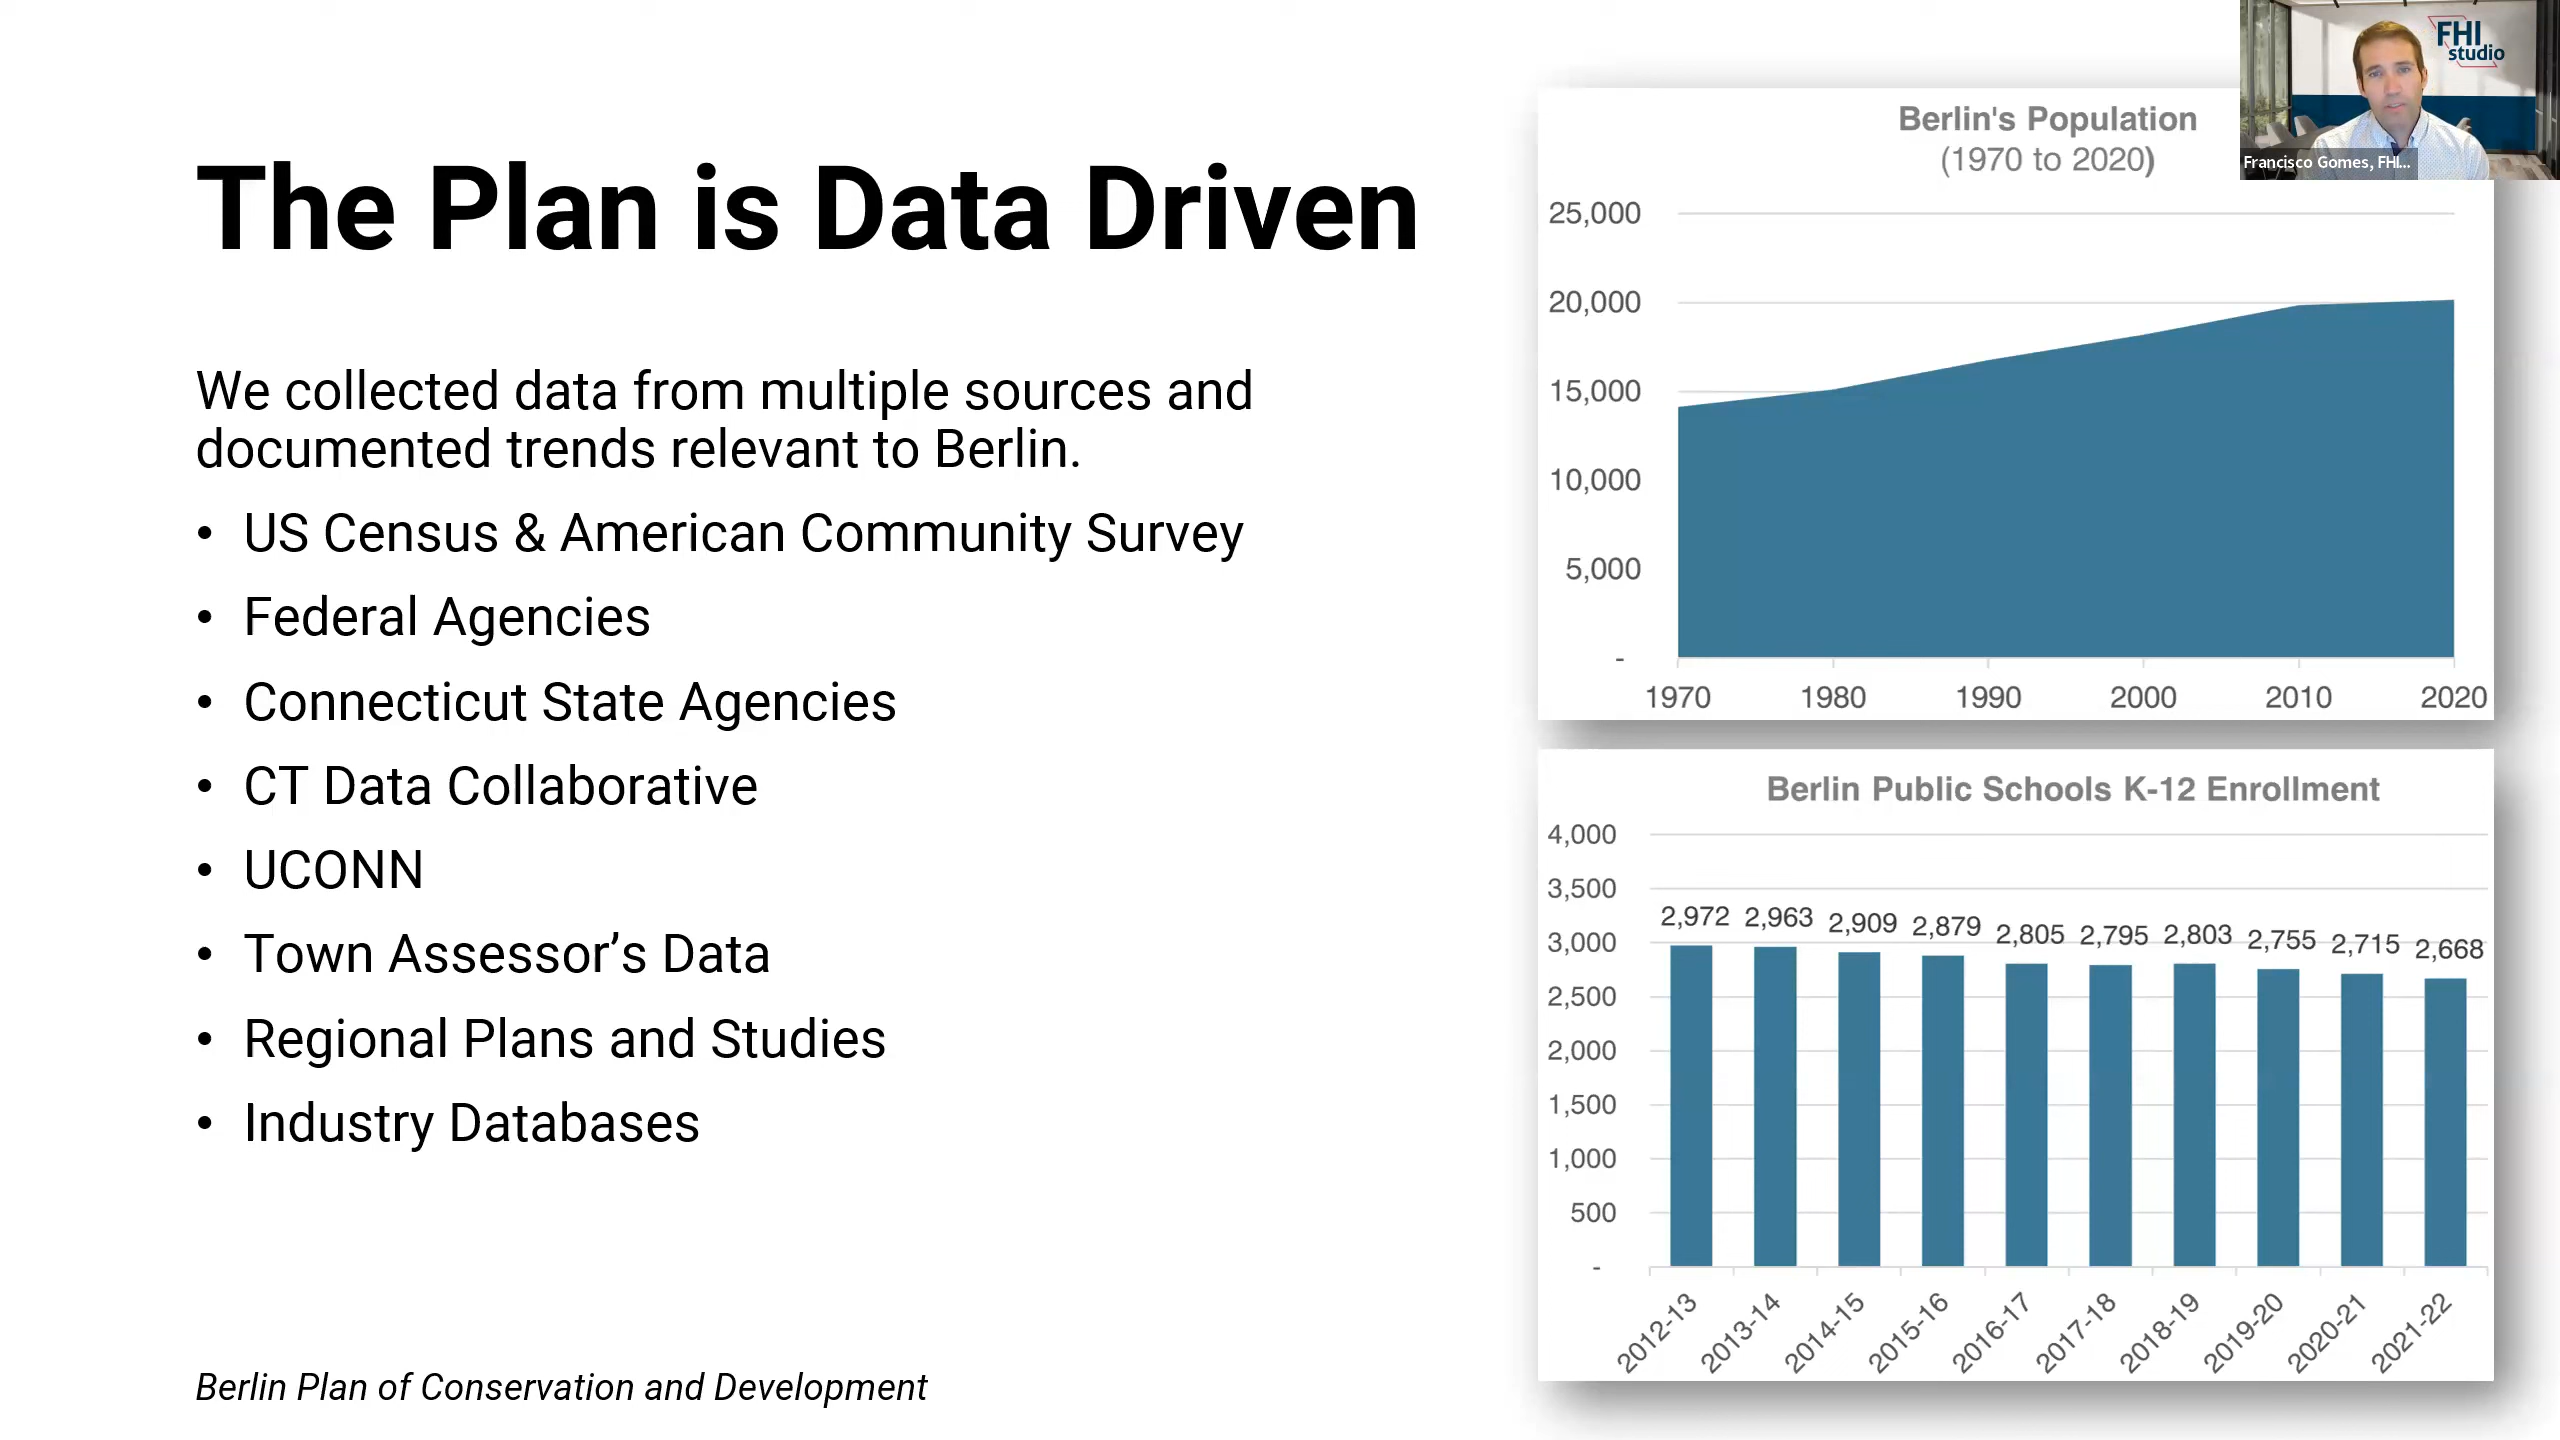 The Plan is Data Driven
We collected data from multiple sources and
documented trends relevant to Berlin.
• US Census & American Community Survey
• Federal Agencies
• Connecticut State Agencies
• CT Data Collaborative
• UCONN
• Town Assessor’s Data
• Regional Plans and Studies
• Industry Databases
Berlin Plan of Conservation and Development
Berlin's Population
(1970 to 2020)
25,000
20,000
15,000
10,000
5,000
-
1970 1980 1990 2000 2010 2020
Berlin Public Schools K-12 Enrollment
4,000
3,500
3,000
2,500
2,000
1,500
1,000
500
-
2,972 2,963 2,909 2,879 2,805 2,795 2,803 2,755 2,715 2,668
2012-13 2013-14 2014-15 2015-16 2016-17 2017-18 2018-19 2019-20 2020-21 2021-22
FHI
studio
Francisco Gomes, FHI...